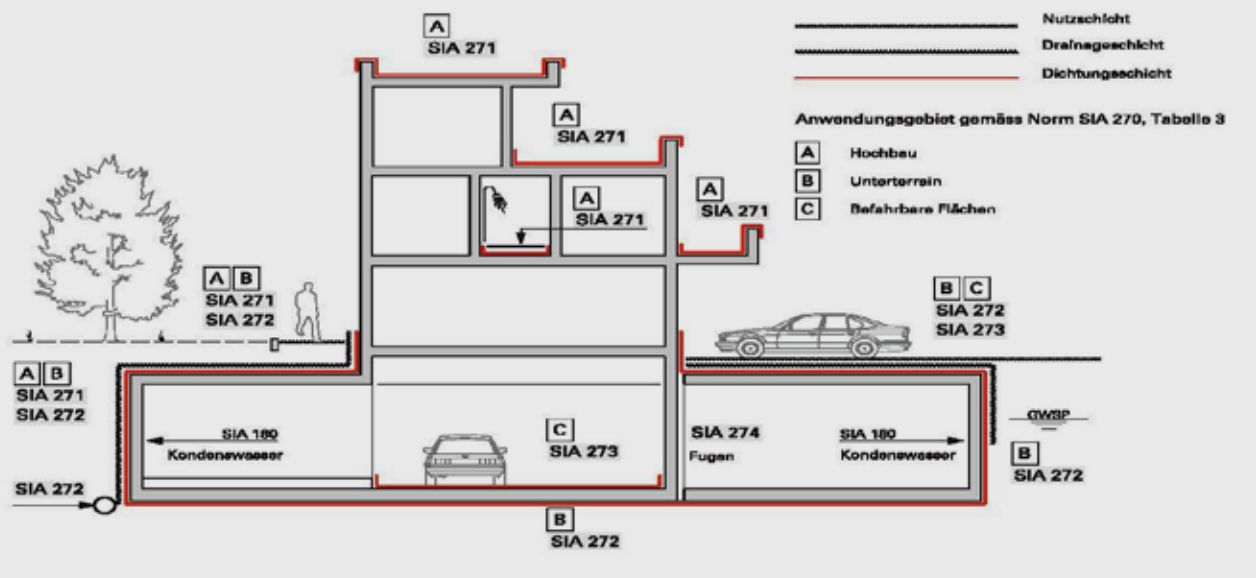 A
SIA 271
Nutzschicht
Drainageschicht
Dichtungsschicht
Anwendungsgebiet gemäss Norm SIA 270, Tabelle 3
A Hochbau
B Unterterrain
C Befahrbare Flächen
A
SIA 271
A
SIA 271
A
SIA 271
A B
SIA 271
SIA 272
B C
SIA 272
SIA 273
A B
SIA 271
SIA 272
SIA 180
Kondenswasser
C
SIA 273
SIA 274
Fugen
SIA 180
Kondenswasser
GWSP
B
SIA 272
SIA 272
B
SIA 272